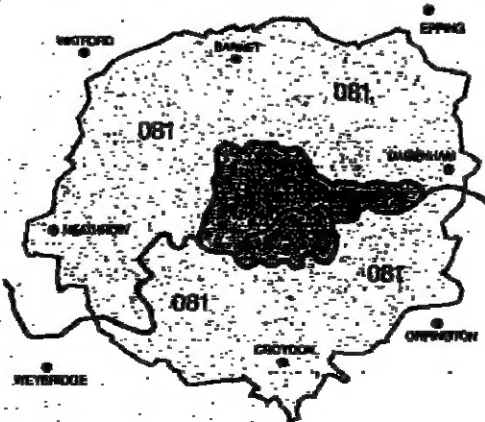 EPPING
WATFORD
BARNET
081
081
DAGENHAM
HEATHROW
081
081
ORPINGTON
CROYDON
WEYBRIDGE